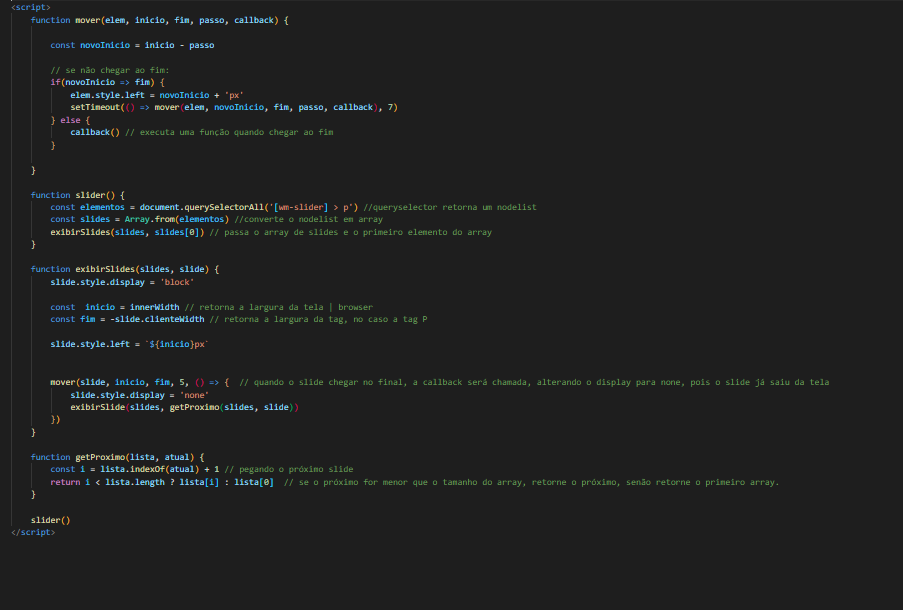 <script>
function mover(elem, inicio, fim, passo, callback) {
const novoInicio = inicio - passo
// se não chegar ao fim:
if(novoInicio => fim) {
elem.style.left = novoInicio + 'px'
setTimeout(() => mover(elem, novoInicio, fim, passo, callback), 7)
} else {
callback() // executa uma função quando chegar ao fim
}
}
function slider() {
const elementos = document.querySelectorAll('[wm-slider] > p') //queryselector retorna um nodelist
const slides = Array.from(elementos) //converte o nodelist em array
exibirSlides(slides, slides[0]) // passa o array de slides e o primeiro elemento do array
}
function exibirSlides(slides, slide) {
slide.style.display = 'block'
const  inicio = innerWidth // retorna a largura da tela | browser
const fim = -slide.clienteWidth // retorna a largura da tag, no caso a tag P
slide.style.left = `${inicio}px`
mover(slide, inicio, fim, 5, () => {  // quando o slide chegar no final, a callback será chamada, alterando o display para none, pois o slide já saiu da tela
slide.style.display = 'none'
exibirSlide(slides, getProximo(slides, slide))
})
}
function getProximo(lista, atual) {
const i = lista.indexOf(atual) + 1 // pegando o próximo slide
return i < lista.length ? lista[i] : lista[0]  // se o próximo for menor que o tamanho do array, retorne o próximo, senão retorne o primeiro array.
}
slider()
</script>